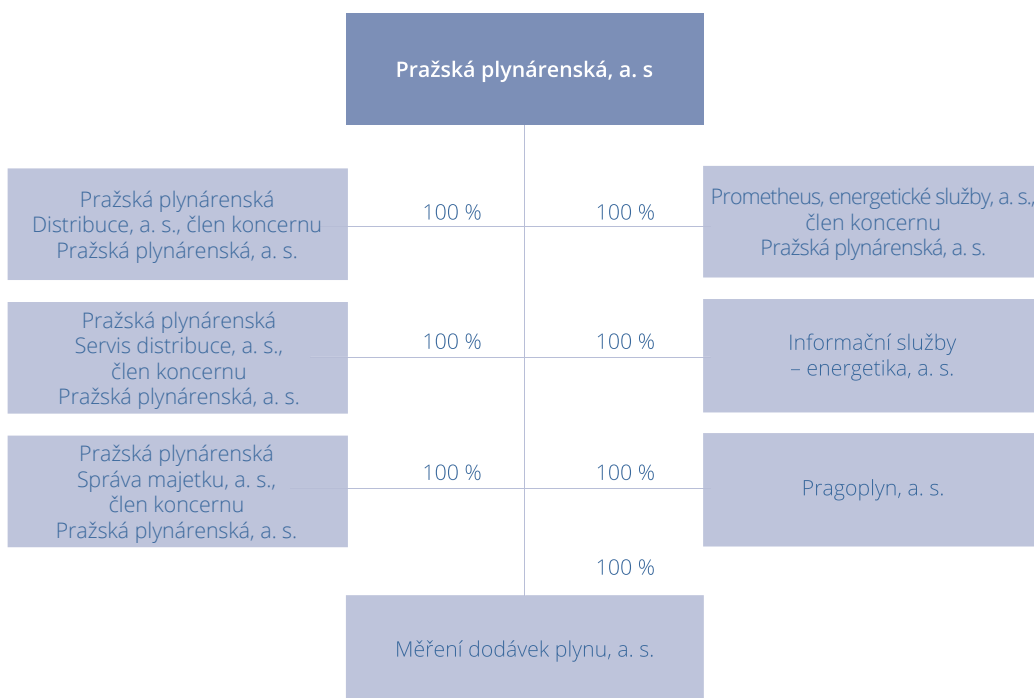 Pražská plynárenská, a. s
Pražská plynárenská
Distribuce, a. s., člen koncernu
Pražská plynárenská, a. s.
100 %
100 %
Prometheus, energetické služby, a. s.,
člen koncernu
Pražská plynárenská, a. s.
Pražská plynárenská
Servis distribuce, a. s.,
člen koncernu
Pražská plynárenská, a. s.
100 %
100 %
Informační služby
– energetika, a. s.
Pražská plynárenská
Správa majetku, a. s.,
člen koncernu
Pražská plynárenská, a. s.
100 %
100 %
Pragoplyn, a. s.
100 %
Měření dodávek plynu, a. s.